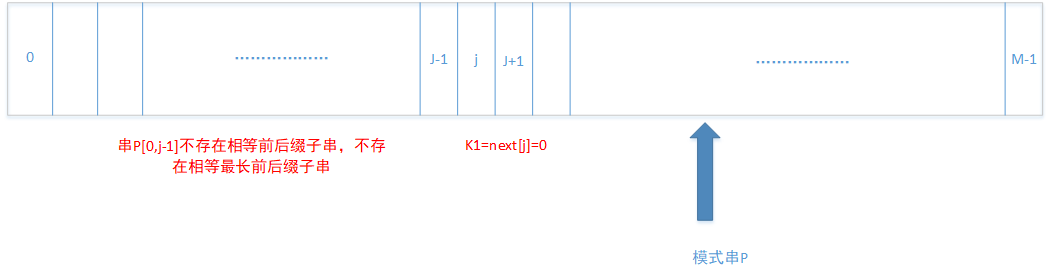 0
………………
J-1
j
J+1
………………
M-1
串P[0,j-1]不存在相等前后缀子串，不存
在相等最长前后缀子串
K1=next[j]=0
模式串P